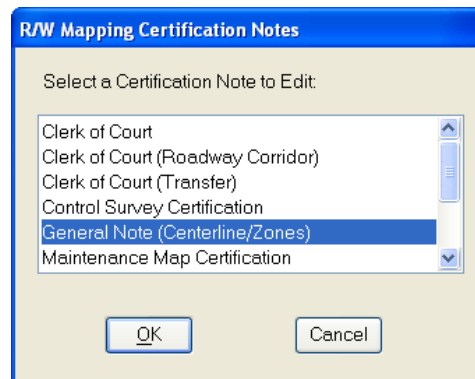 R/W Mapping Certification Notes
Select a Certification Note to Edit:
Clerk of Court
Clerk of Court (Roadway Corridor)
Clerk of Court (Transfer)
Control Survey Certification
General Note (Centerline/Zones)
Maintenance Map Certification
OK Cancel